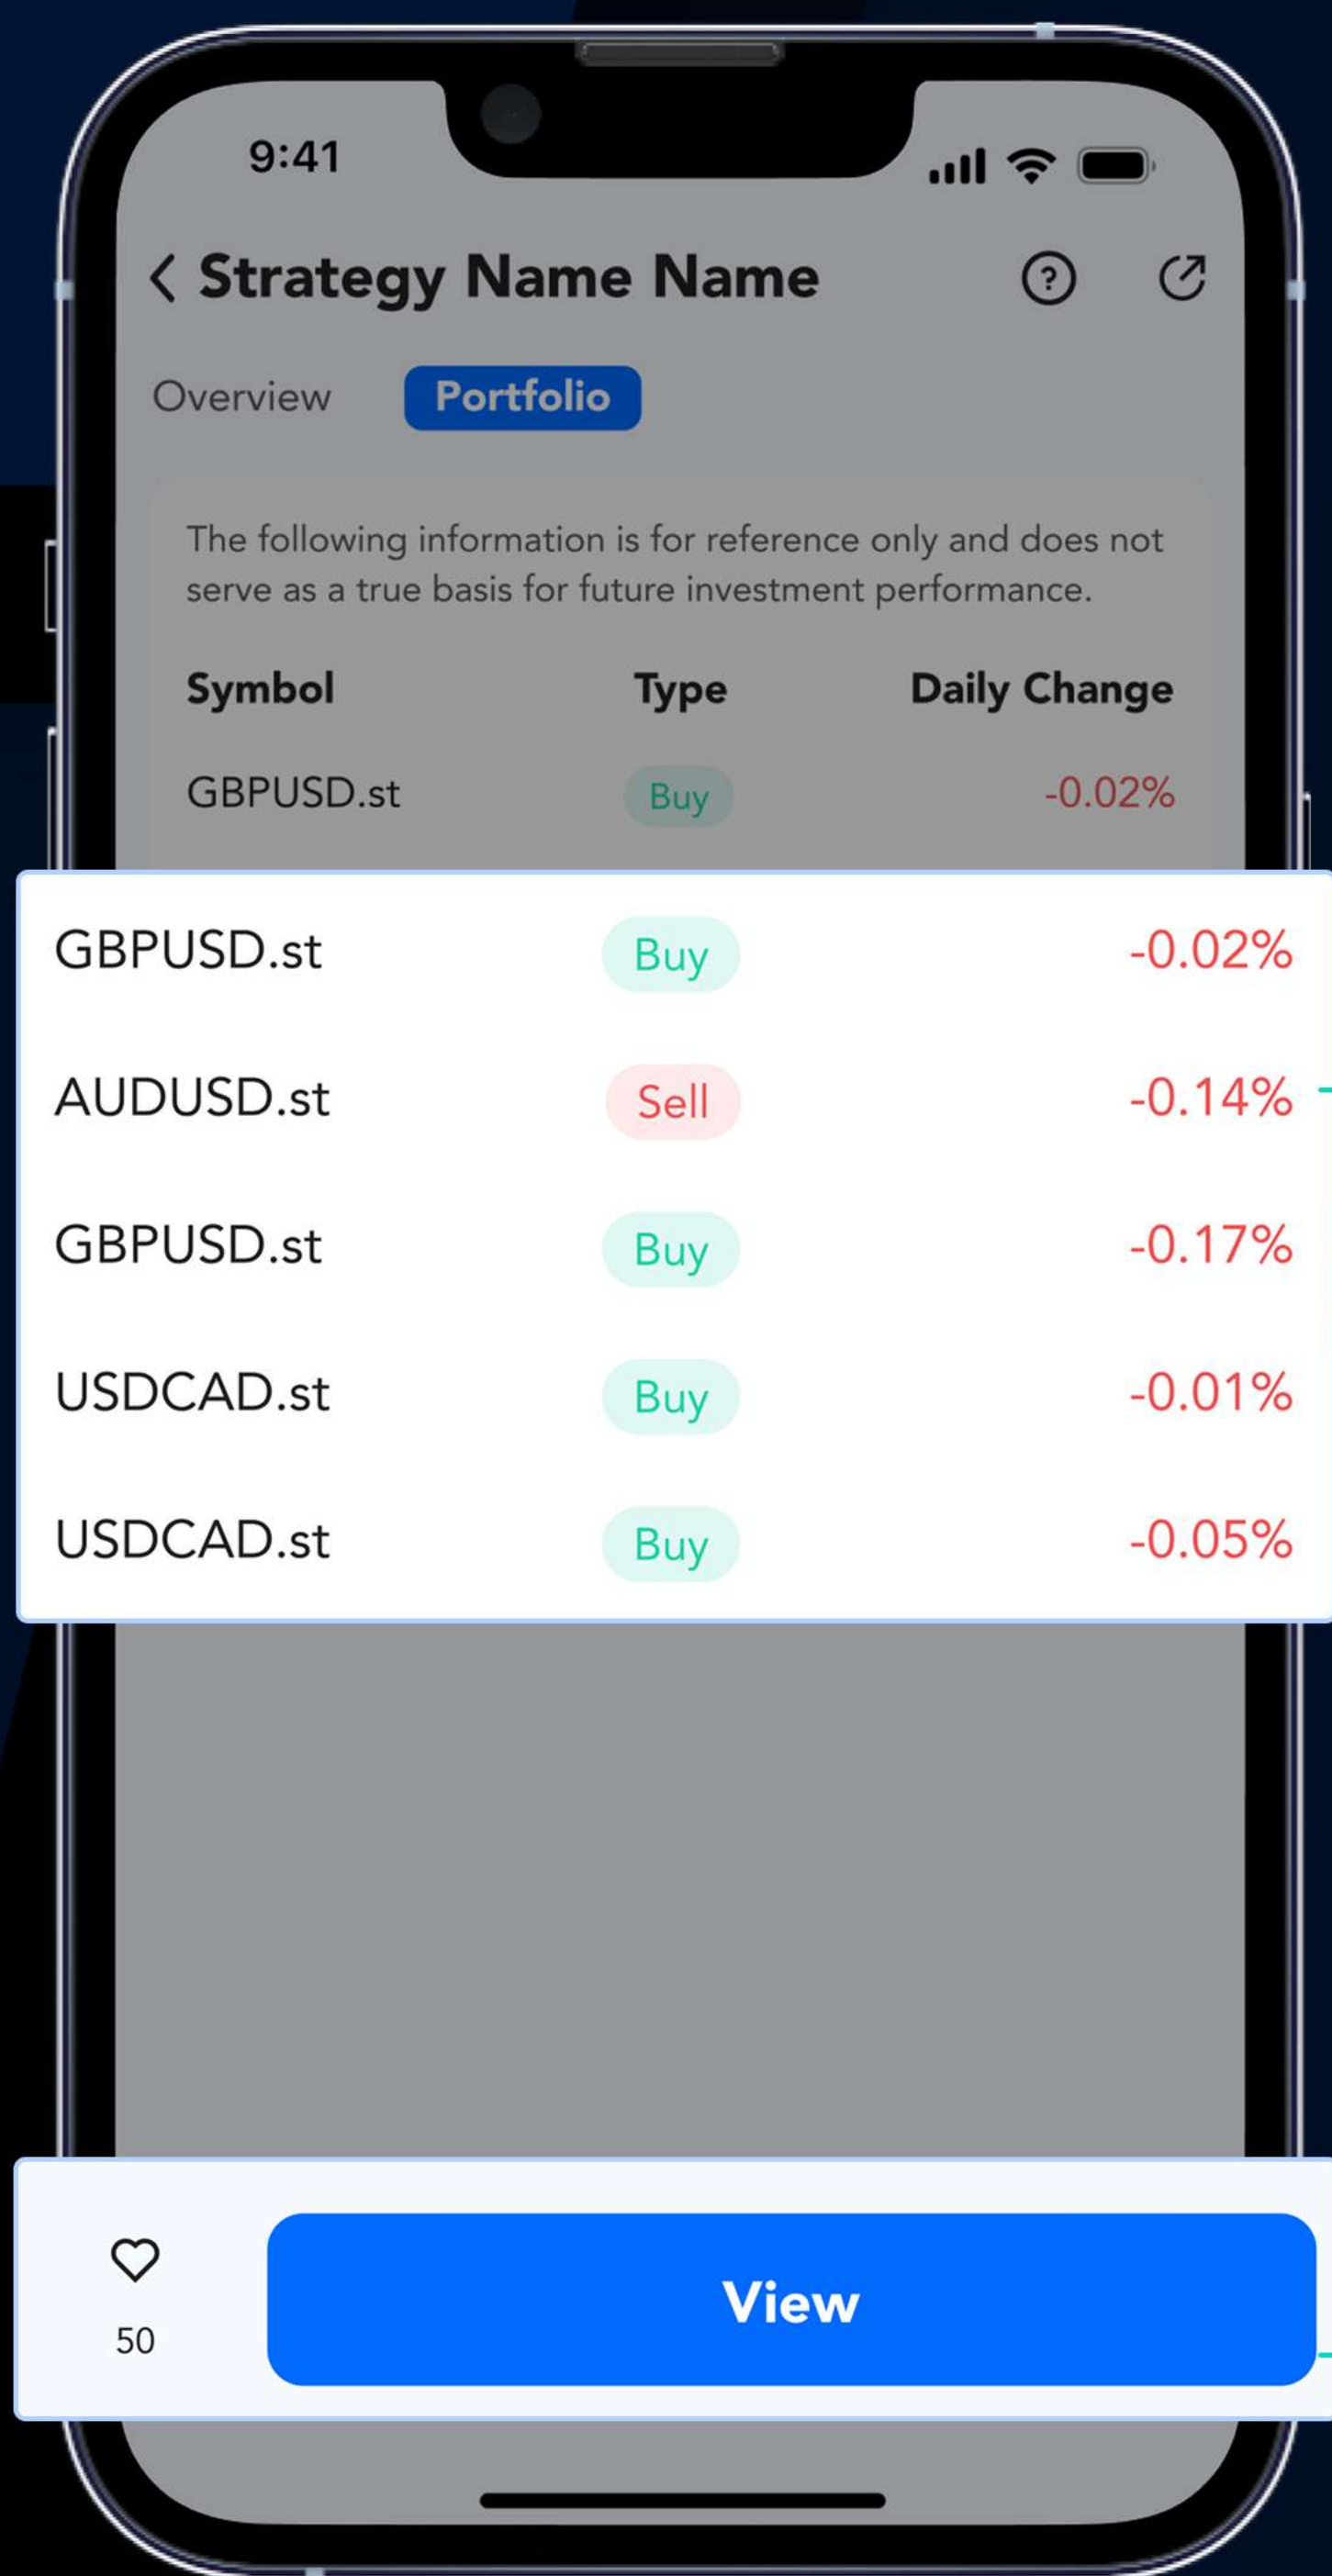 9:41
Strategy Name Name
Overview Portfolio
The following information is for reference only and does not
serve as a true basis for future investment performance.
Symbol Type Daily Change
GBPUSD.st Buy -0.02%
GBPUSD.st Buy -0.02%
AUDUSD.st Sell -0.14%
GBPUSD.st Buy -0.17%
USDCAD.st Buy -0.01%
USDCAD.st Buy -0.05%
View
50